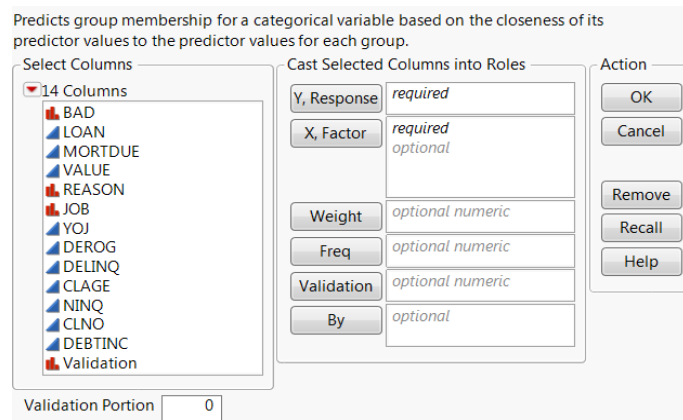 Predicts group membership for a categorical variable based on the closeness of its
predictor values to the predictor values for each group.
Select Columns
14 Columns
BAD
LOAN
MORTDUE
VALUE
REASON
JOB
YOJ
DEROG
DELINQ
CLAGE
NINQ
CLNO
DEBTINC
Validation
Validation Portion 0
Cast Selected Columns into Roles
Y, Response required
X, Factor required
optional
Weight optional numeric
Freq optional numeric
Validation optional numeric
By optional
Action
OK
Cancel
Remove
Recall
Help